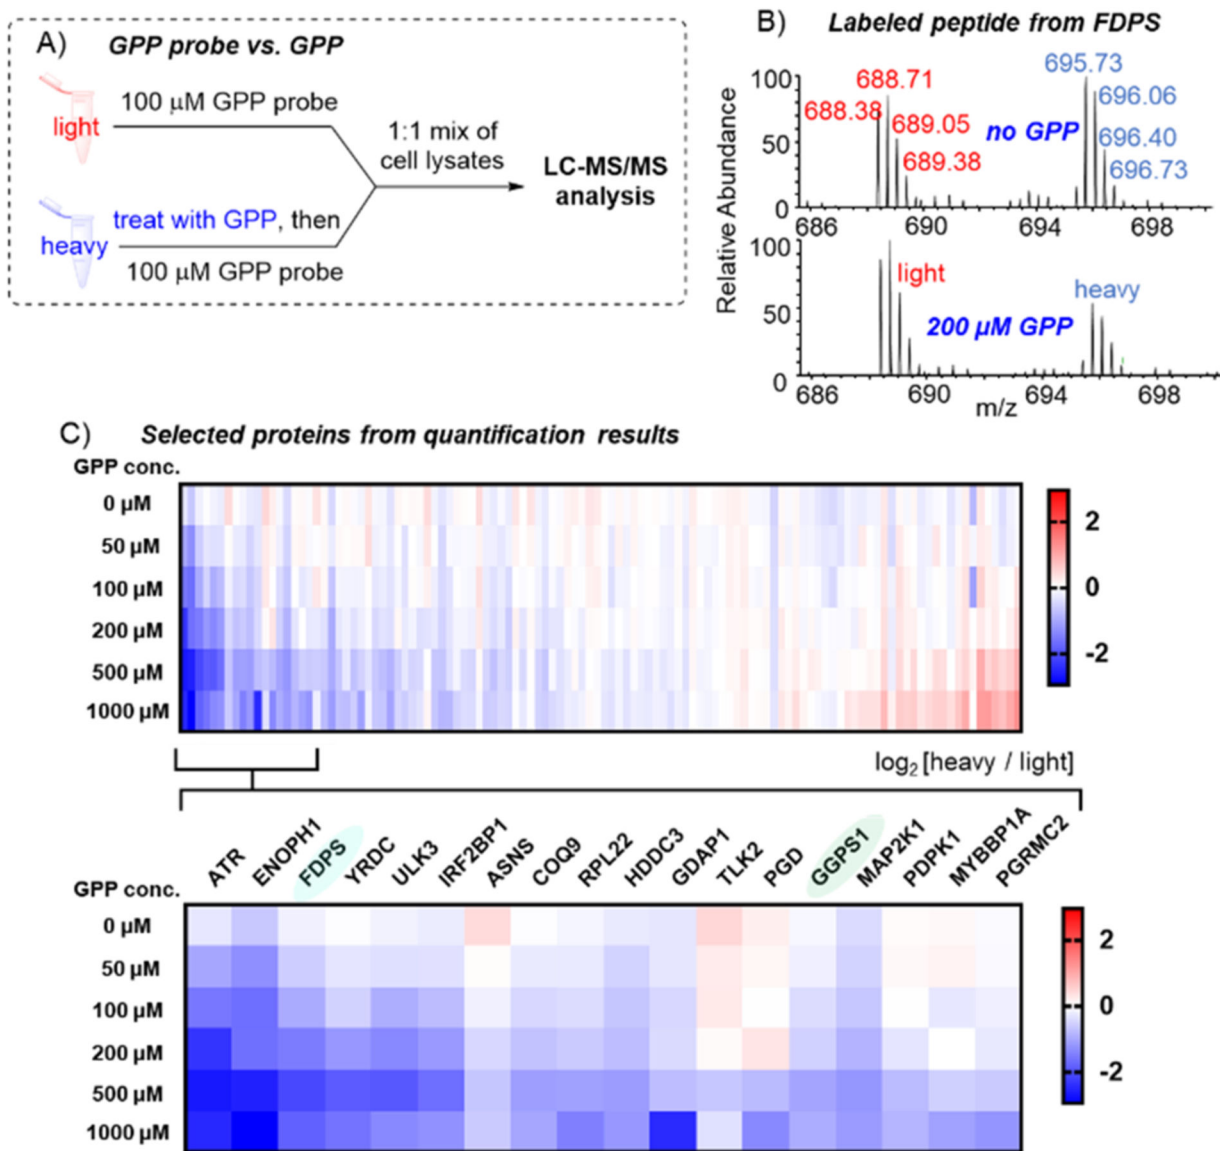 A) GPP probe vs. GPP
light
100 μM GPP probe
heavy
treat with GPP, then
100 μM GPP probe
1:1 mix of
cell lysates
LC-MS/MS
analysis
B) Labeled peptide from FDPS
Relative Abundance
100
50
0
688.38
688.71
689.05
689.38
no GPP
695.73
696.06
696.40
696.73
686 690 694 698
100
50
0
light
200 μM GPP
heavy
686 690 694 698
m/z
C) Selected proteins from quantification results
GPP conc.
0 μM
50 μM
100 μM
200 μM
500 μM
1000 μM
2
0
-2
log2 [heavy / light]
ATR ENOPH1 FDPS YRDC ULK3 IRF2BP1 ASNS COQ9 RPL22 HDDC3 GDAP1 TLK2 PGD GGPS1 MAP2K1 PDPK1 MYBBP1A PGRMC2
GPP conc.
0 μM
50 μM
100 μM
200 μM
500 μM
1000 μM
2
0
-2